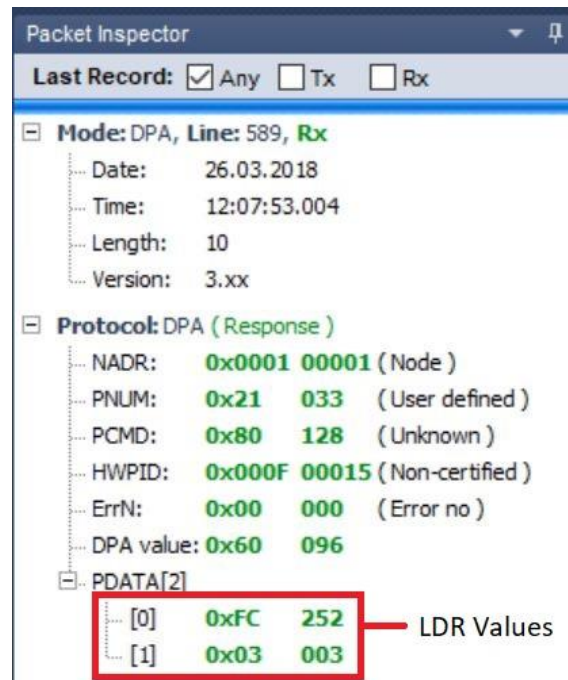 Packet Inspector
Last Record: Any Tx Rx
Mode: DPA, Line: 589, Rx
Date: 26.03.2018
Time: 12:07:53.004
Length: 10
Version: 3.xx
Protocol: DPA ( Response )
NADR: 0x0001 00001 ( Node )
PNUM: 0x21 033 ( User defined )
PCMD: 0x80 128 ( Unknown )
HWPID: 0x000F 00015 ( Non-certified )
ErrN: 0x00 000 ( Error no )
DPA value: 0x60 096
PDATA[2]
[0] 0xFC 252
[1] 0x03 003
LDR Values